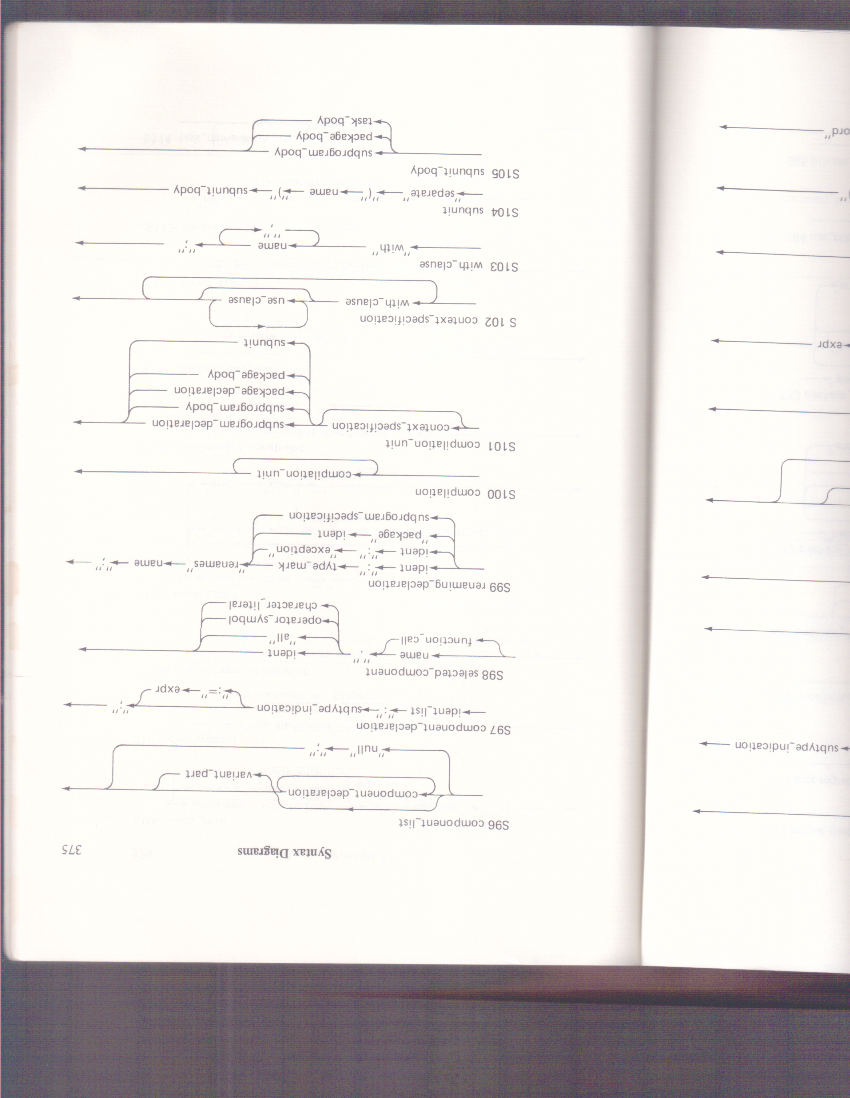 Syntax Diagrams 375
S96 component_list
component_declaration variant_part
"null" ";"
S97 component_declaration
ident_list ":" subtype_indication ":=" expr ";"
S98 selected_component
name "." ident
function_call "all"
operator_symbol
character_literal
S99 renaming_declaration
ident ":" type_mark "renames" name ";"
ident ":" "exception"
"package" ident
subprogram_specification
S100 compilation
compilation_unit
S101 compilation_unit
context_specification subprogram_declaration
subprogram_body
package_declaration
package_body
subunit
S 102 context_specification
with_clause use_clause
S103 with_clause
"with" name ";"
","
S104 subunit
"separate" "(" name ")" subunit_body
S105 subunit_body
subprogram_body
package_body
task_body
subtype_indication
expr